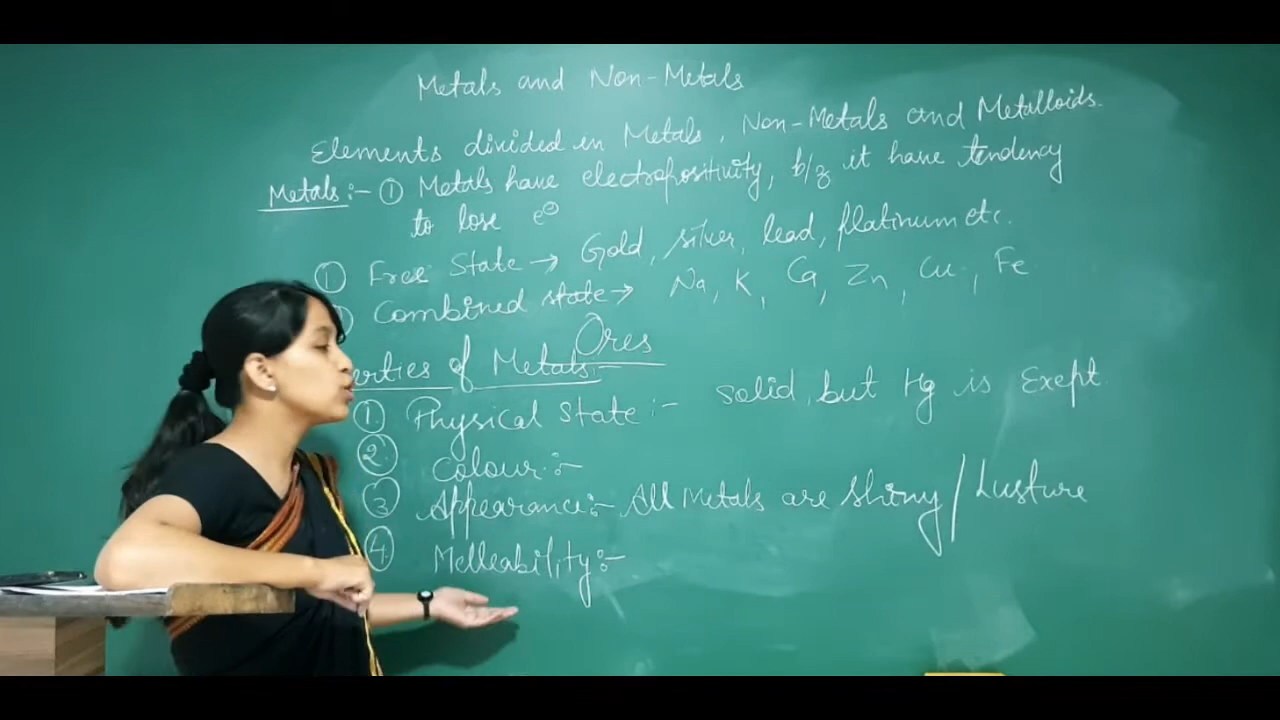 Metals and Non-Metals
Elements divided in Metals, Non-Metals and Metalloids.
Metals:- ① Metals have electropositivity, b/z it have tendency
to lose e⊖
① Free State → Gold, silver, lead, platinum etc.
Combined state → Na, K, Ca, Zn, Cu, Fe
Ores
erties of Metals:-
① Physical State:- solid, but Hg is Exept
② Colour:-
③ Appearance:- All Metals are Shiny / Lusture
④ Melleability:-